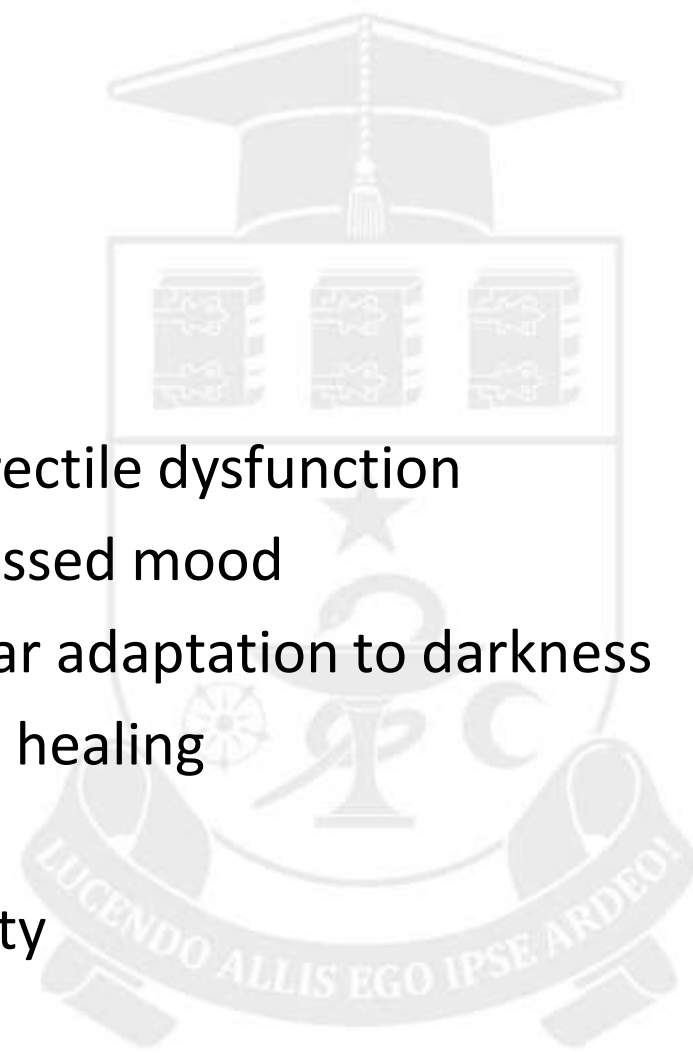 rectile dysfunction
ssed mood
ar adaptation to darkness
healing
ty
LUCENDO ALLIS EGO IPSE ARDEO!